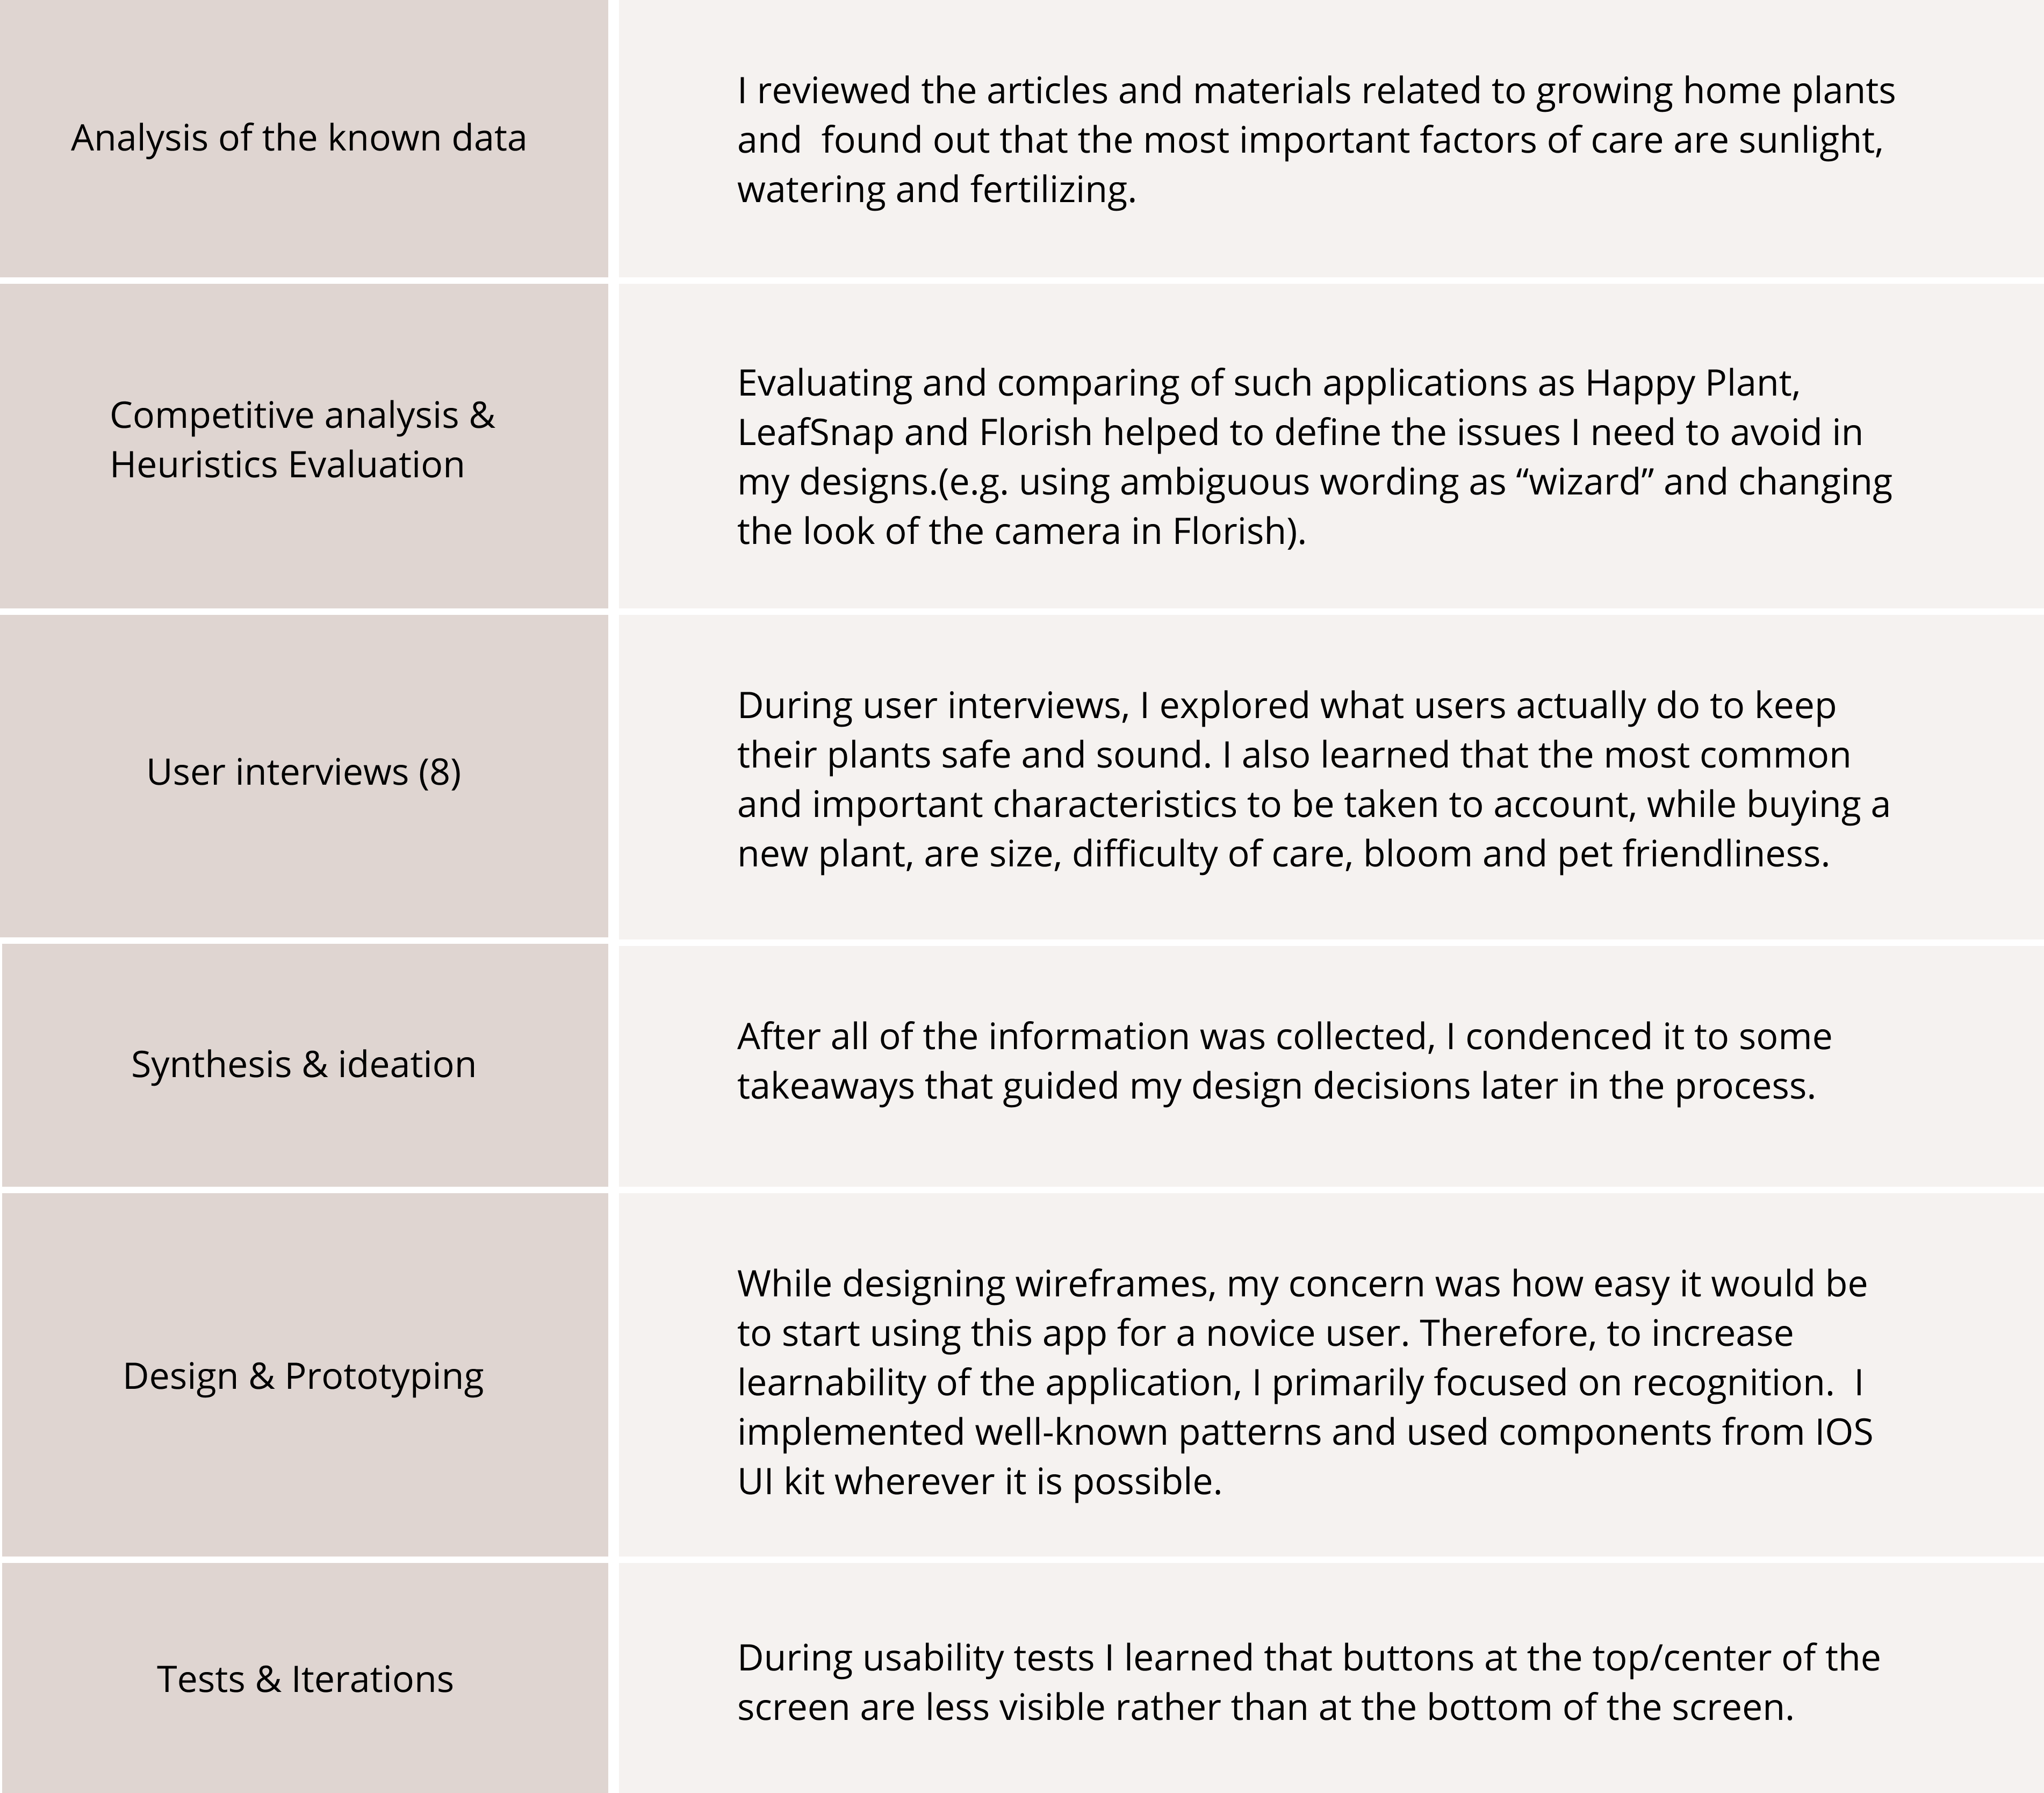 Analysis of the known data
I reviewed the articles and materials related to growing home plants
and  found out that the most important factors of care are sunlight,
watering and fertilizing.
Competitive analysis &
Heuristics Evaluation
Evaluating and comparing of such applications as Happy Plant,
LeafSnap and Florish helped to define the issues I need to avoid in
my designs.(e.g. using ambiguous wording as “wizard” and changing
the look of the camera in Florish).
User interviews (8)
During user interviews, I explored what users actually do to keep
their plants safe and sound. I also learned that the most common
and important characteristics to be taken to account, while buying a
new plant, are size, difficulty of care, bloom and pet friendliness.
Synthesis & ideation
After all of the information was collected, I condenced it to some
takeaways that guided my design decisions later in the process.
Design & Prototyping
While designing wireframes, my concern was how easy it would be
to start using this app for a novice user. Therefore, to increase
learnability of the application, I primarily focused on recognition.  I
implemented well-known patterns and used components from IOS
UI kit wherever it is possible.
Tests & Iterations
During usability tests I learned that buttons at the top/center of the
screen are less visible rather than at the bottom of the screen.